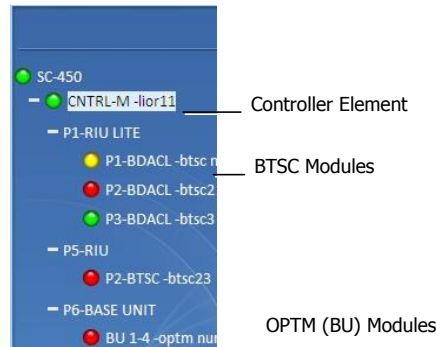 SC-450
CNTRL-M -lior11
Controller Element
P1-RIU LITE
P1-BDACL -btsc n
BTSC Modules
P2-BDACL -btsc2
P3-BDACL -btsc3
P5-RIU
P2-BTSC -btsc23
P6-BASE UNIT
OPTM (BU) Modules
BU 1-4 -optm nur